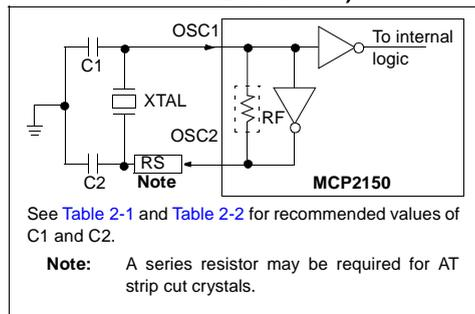 OSC1
To internal
logic
C1
XTAL
RF
OSC2
RS
C2
Note
MCP2150
See Table 2-1 and Table 2-2 for recommended values of
C1 and C2.
Note: A series resistor may be required for AT
strip cut crystals.